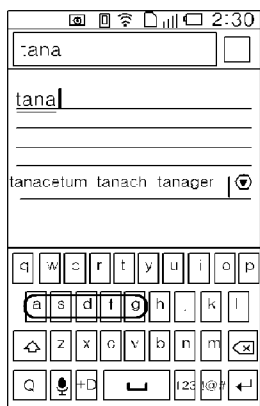 2:30
tana
tana
tanacetum tanach tanager
q w r t y u i o p
a s d f g h k l
z x c v b n m
Q +D 123 !@#